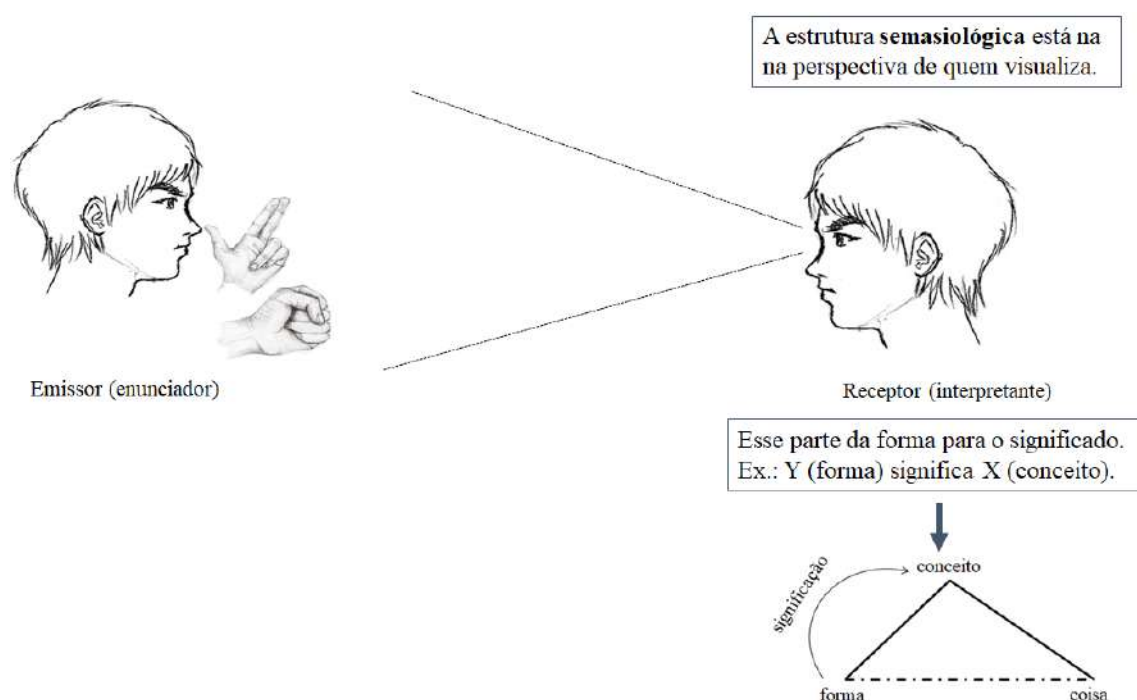 A estrutura semasiológica está na
na perspectiva de quem visualiza.
Emissor (enunciador)
Receptor (interpretante)
Esse parte da forma para o significado.
Ex.: Y (forma) significa X (conceito).
conceito
significação
forma
coisa